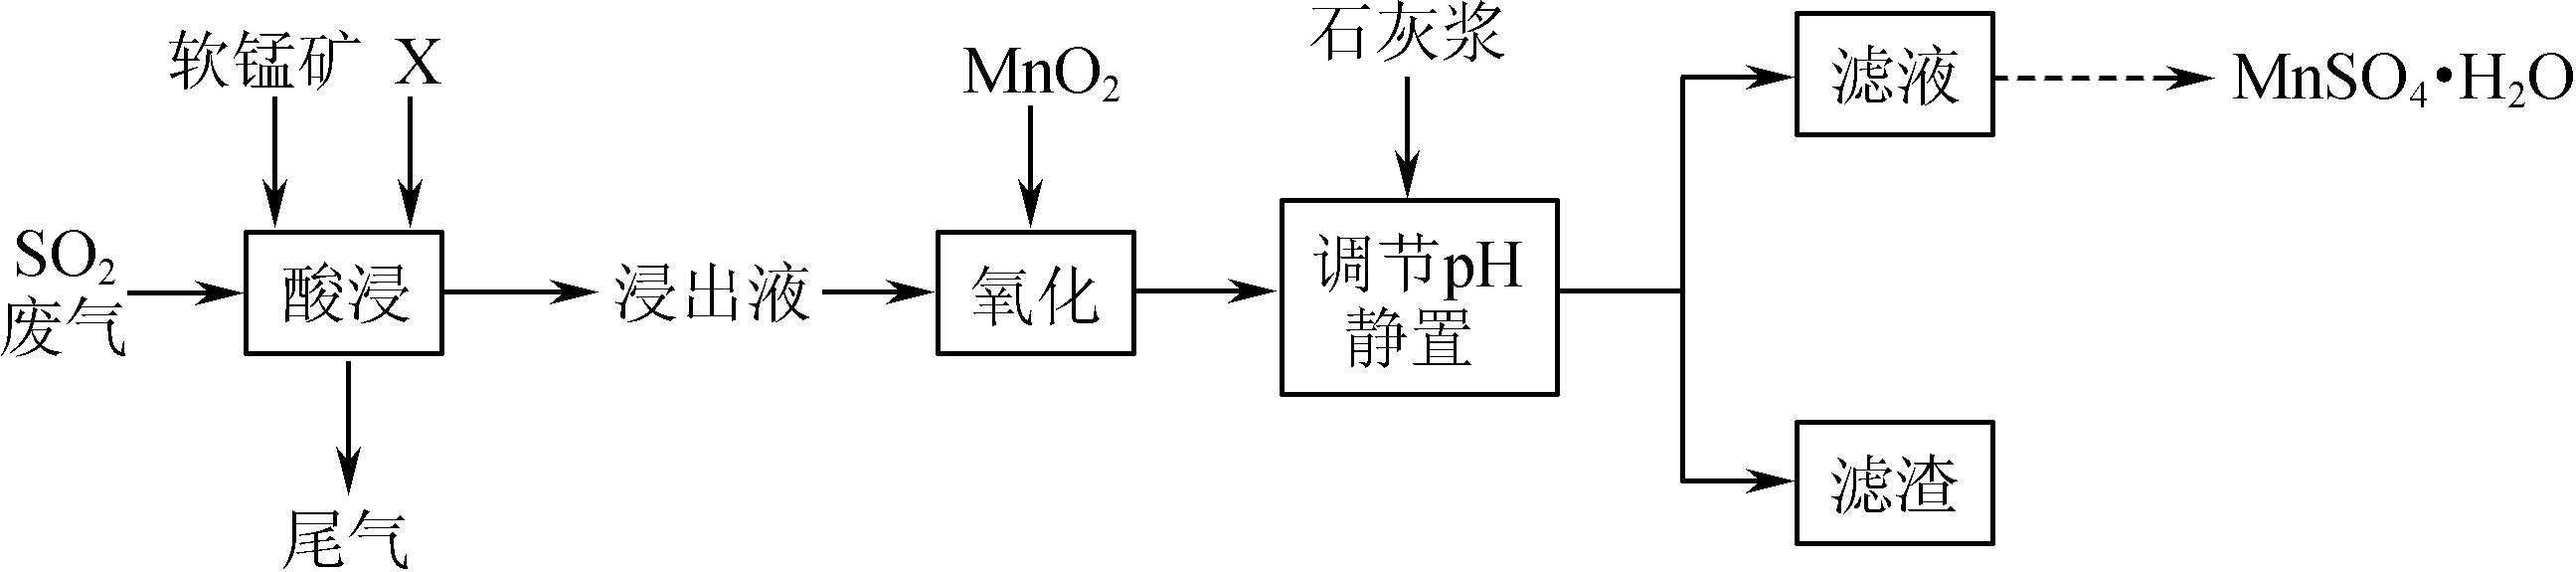 软锰矿 X
SO₂
废气
酸浸
尾气
浸出液
MnO₂
氧化
石灰浆
调节pH
静置
滤液
MnSO₄•H₂O
滤渣